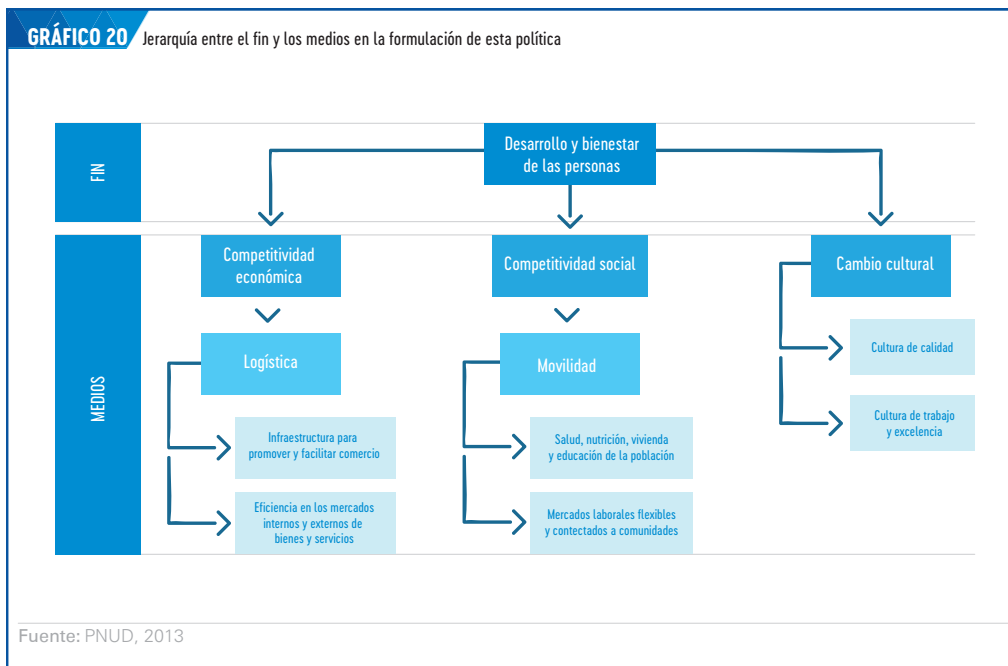 GRÁFICO 20 Jerarquía entre el fin y los medios en la formulación de esta política
FIN
Desarrollo y bienestar
de las personas
MEDIOS
Competitividad
económica
Competitividad social
Cambio cultural
Logística
Movilidad
Cultura de calidad
Cultura de trabajo
y excelencia
Infraestructura para
promover y facilitar comercio
Salud, nutrición, vivienda
y educación de la población
Eficiencia en los mercados
internos y externos de
bienes y servicios
Mercados laborales flexibles
y contectados a comunidades
Fuente: PNUD, 2013